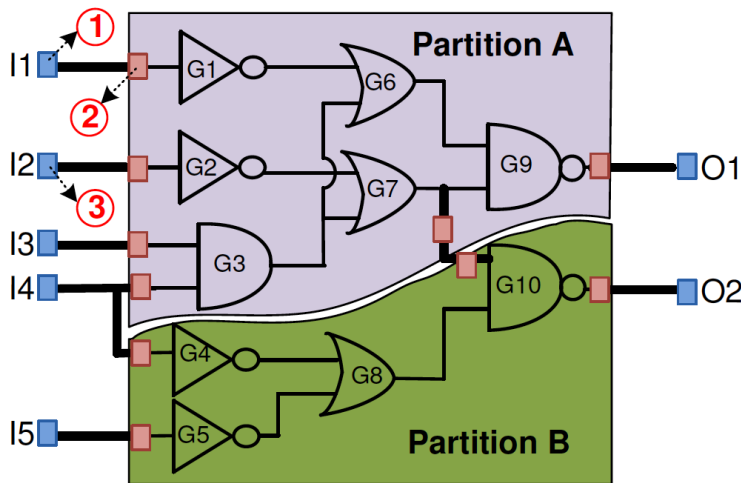 1
Partition A
I1
G1
G6
2
I2
G2
G9
O1
G7
3
I3
G3
I4
G10
O2
G4
G8
I5
G5
Partition B